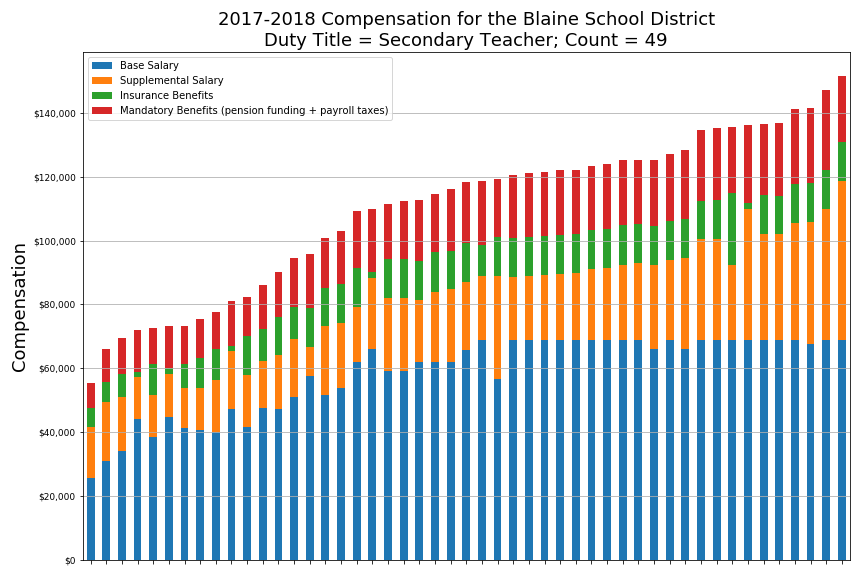 2017-2018 Compensation for the Blaine School District
Duty Title = Secondary Teacher; Count = 49
Base Salary
Supplemental Salary
Insurance Benefits
Mandatory Benefits (pension funding + payroll taxes)
$140,000
$120,000
$100,000
$80,000
$60,000
$40,000
$20,000
$0
Compensation